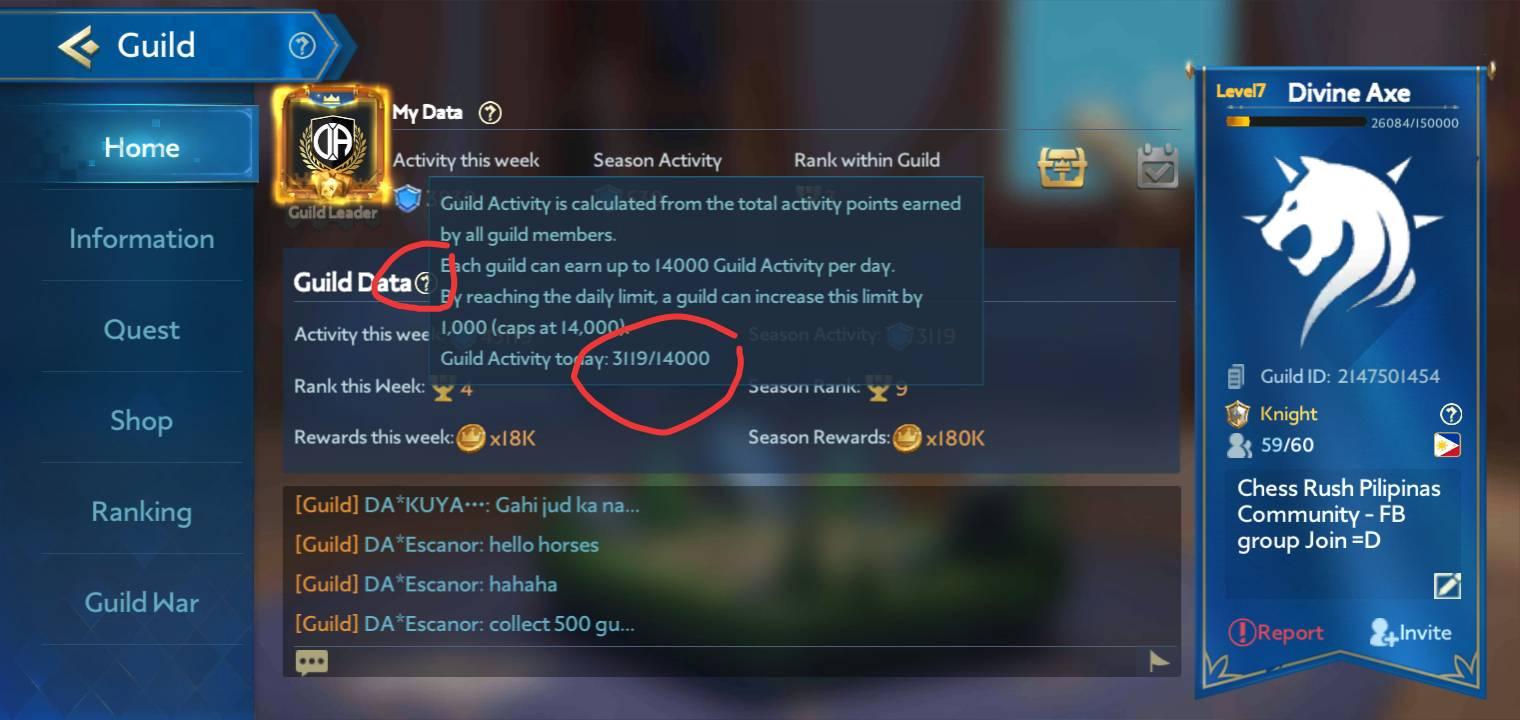 Guild
?
Home
Information
Quest
Shop
Ranking
Guild War
DA
Guild Leader
My Data ?
Activity this week Season Activity Rank within Guild
Guild Activity is calculated from the total activity points earned
by all guild members.
Each guild can earn up to 14000 Guild Activity per day.
By reaching the daily limit, a guild can increase this limit by
1,000 (caps at 14,000).
Guild Activity today: 3119/14000
Guild Data ?
Activity this wee Season Activity: 3119
Rank this Week: 4 Season Rank: 9
Rewards this week: x18K Season Rewards: x180K
[Guild] DA*KUYA···: Gahi jud ka na...
[Guild] DA*Escanor: hello horses
[Guild] DA*Escanor: hahaha
[Guild] DA*Escanor: collect 500 gu...
Level7 Divine Axe
26084/150000
Guild ID: 2147501454
Knight ?
59/60
Chess Rush Pilipinas
Community - FB
group Join =D
Report Invite